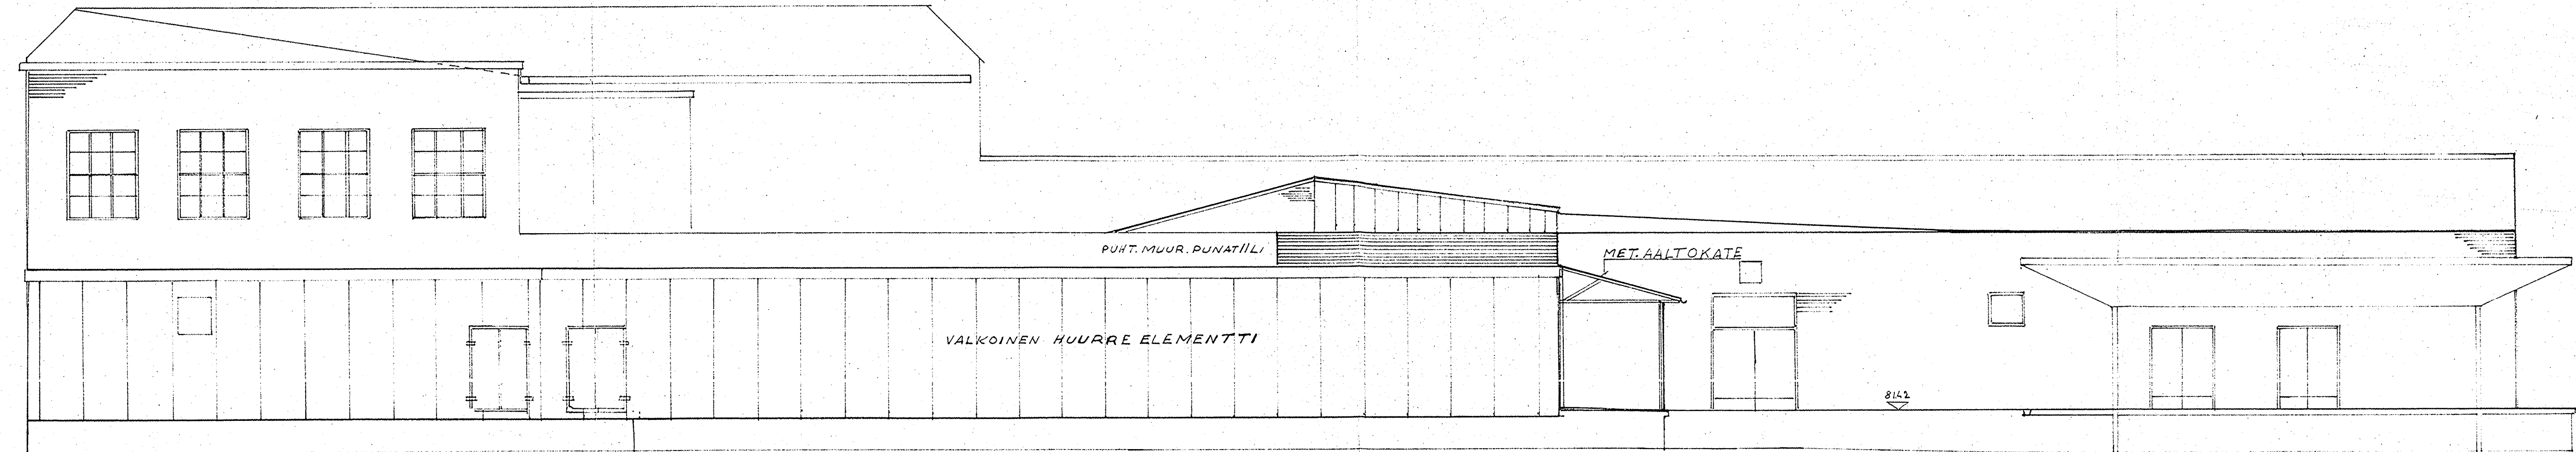 PUHT. MUUR. PUNATIILI
MET. AALTOKATE
VALKOINEN HUURRE ELEMENTTI
81.42